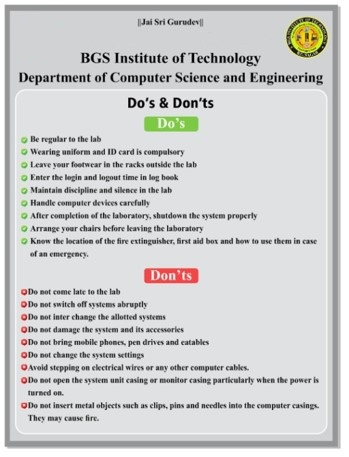 ||Jai Sri Gurudev||
BGS Institute of Technology
Department of Computer Science and Engineering
Do's & Don'ts
Do's
Be regular to the lab
Wearing uniform and ID card is compulsory
Leave your footwear in the racks outside the lab
Enter the login and logout time in log book
Maintain discipline and silence in the lab
Handle computer devices carefully
After completion of the laboratory, shutdown the system properly
Arrange your chairs before leaving the laboratory
Know the location of the fire extinguisher, first aid box and how to use them in case
of an emergency.
Don'ts
Do not come late to the lab
Do not switch off systems abruptly
Do not inter change the allotted systems
Do not damage the system and its accessories
Do not bring mobile phones, pen drives and eatables
Do not change the system settings
Avoid stepping on electrical wires or any other computer cables.
Do not open the system unit casing or monitor casing particularly when the power is
turned on.
Do not insert metal objects such as clips, pins and needles into the computer casings.
They may cause fire.